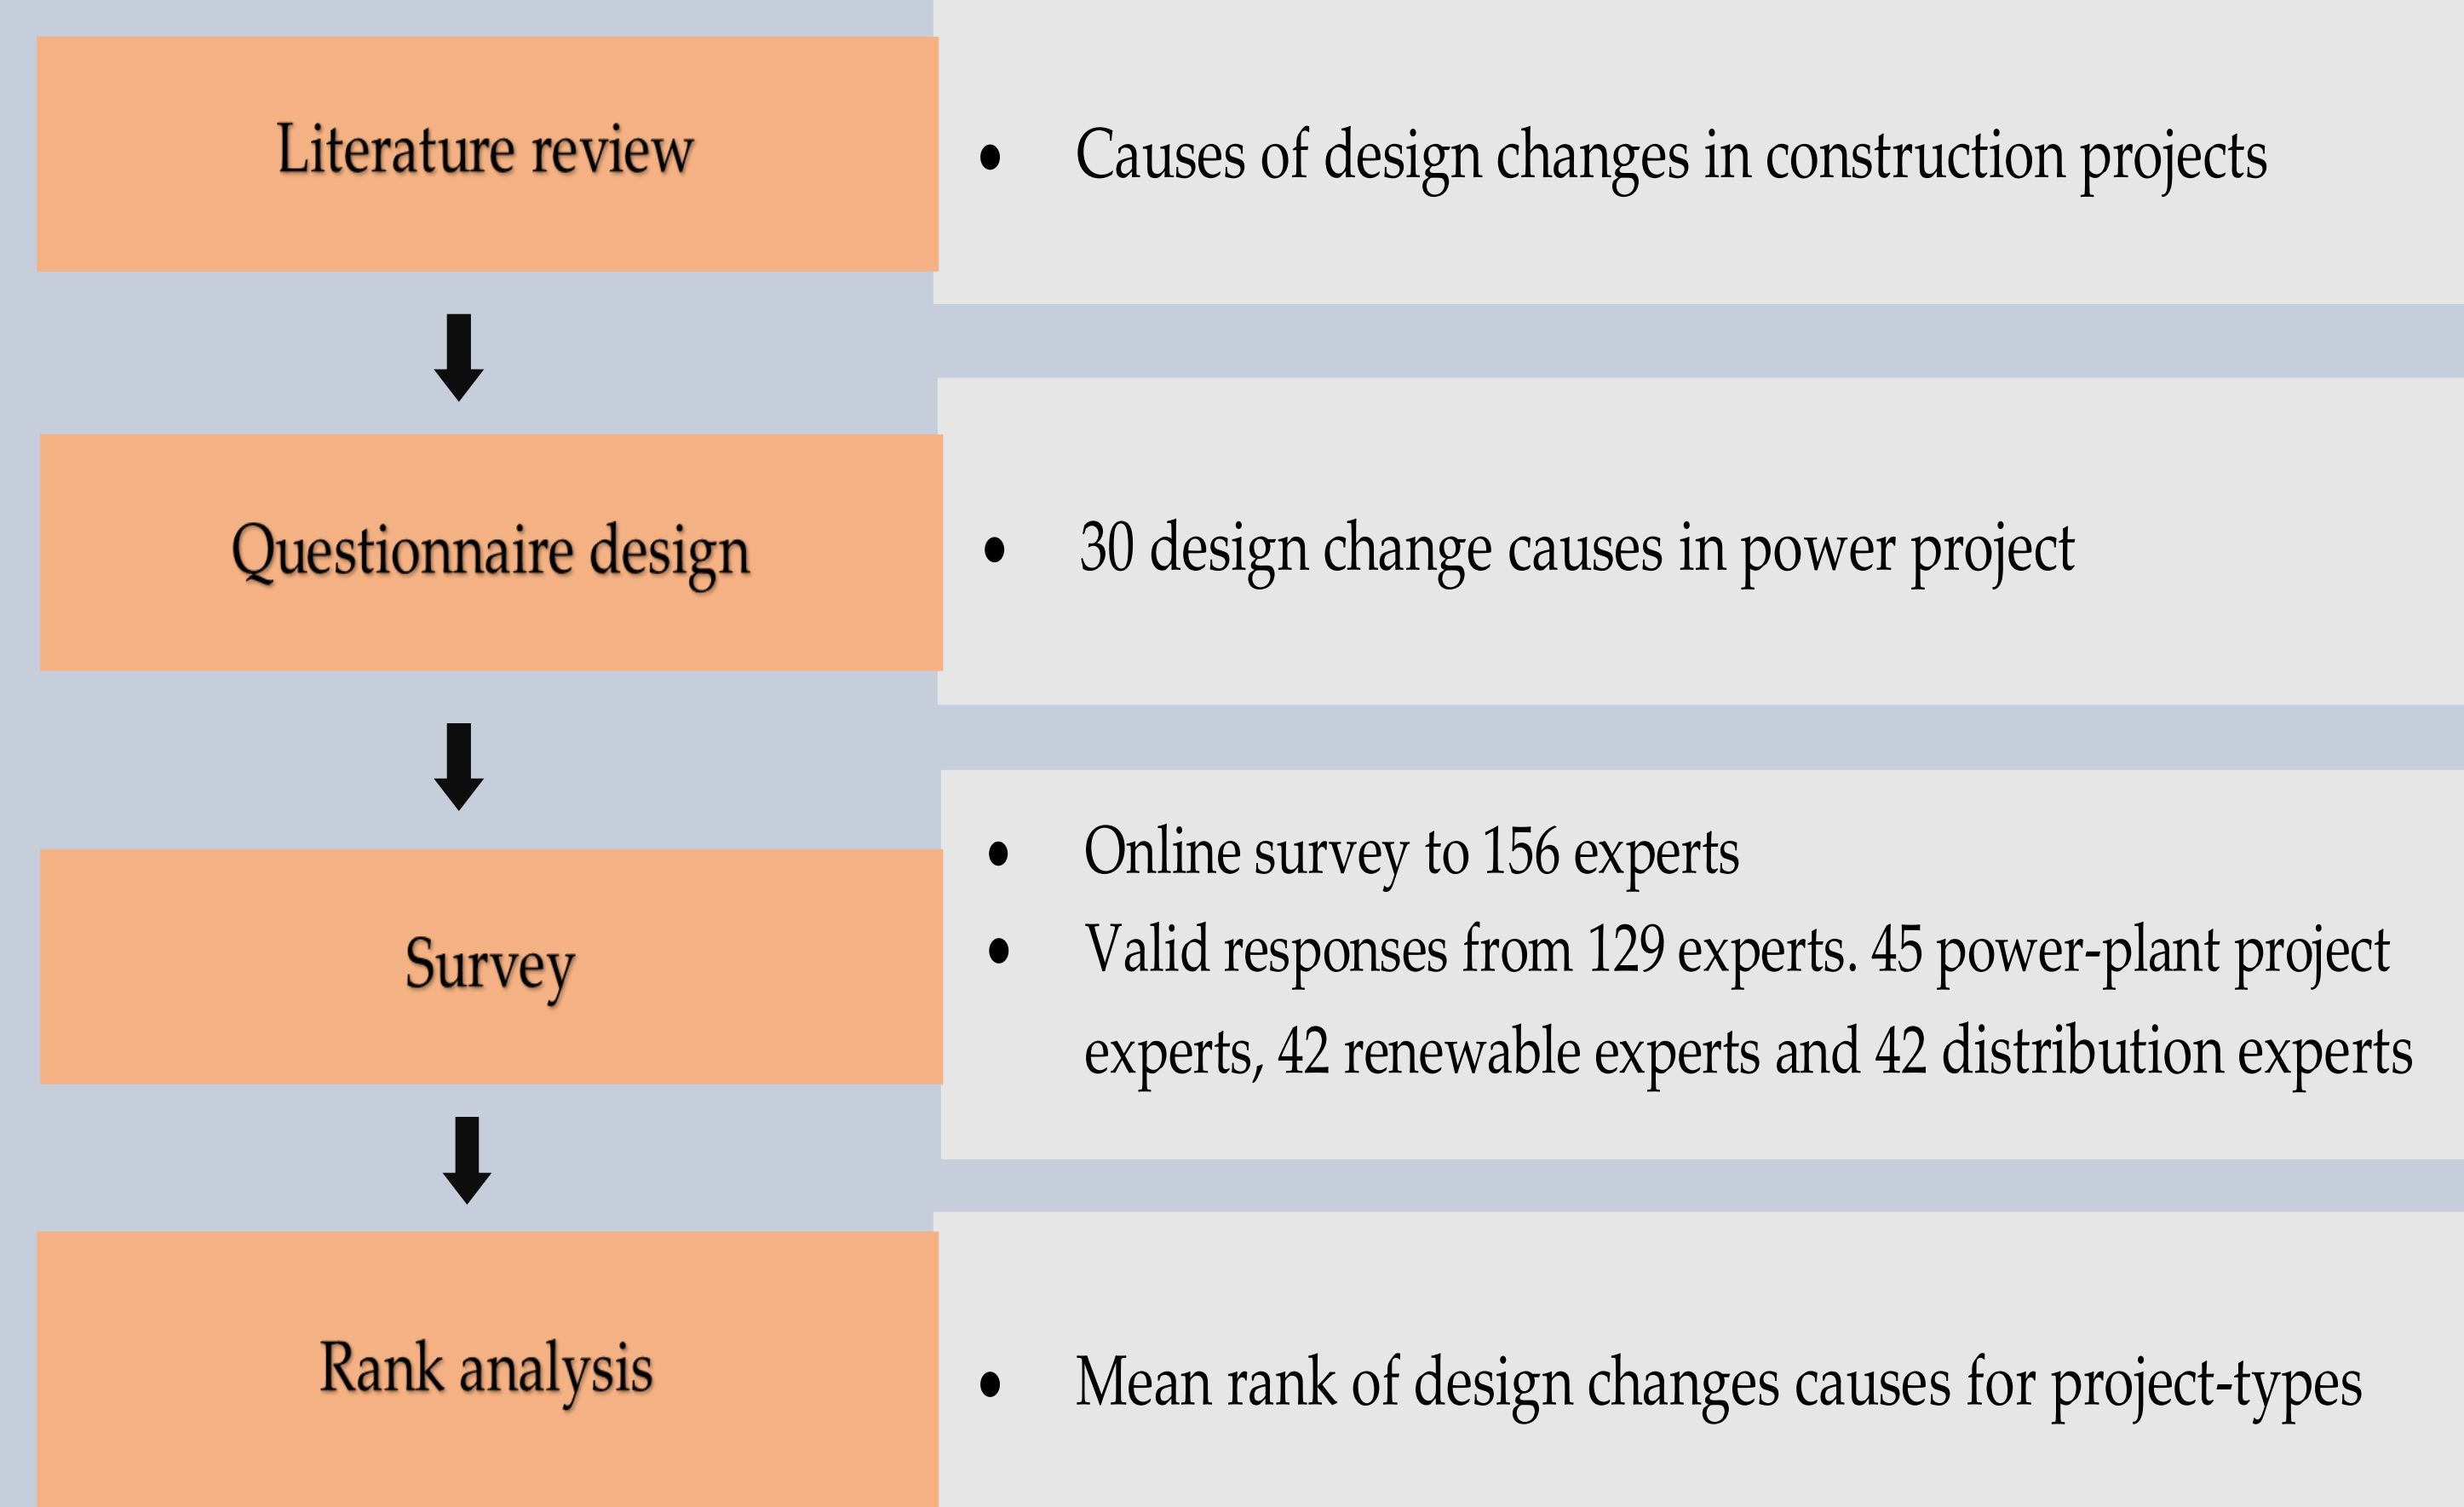 Literature review
• Causes of design changes in construction projects
Questionnaire design
• 30 design change causes in power project
Survey
• Online survey to 156 experts
• Valid responses from 129 experts. 45 power-plant project
experts, 42 renewable experts and 42 distribution experts
Rank analysis
• Mean rank of design changes causes for project-types